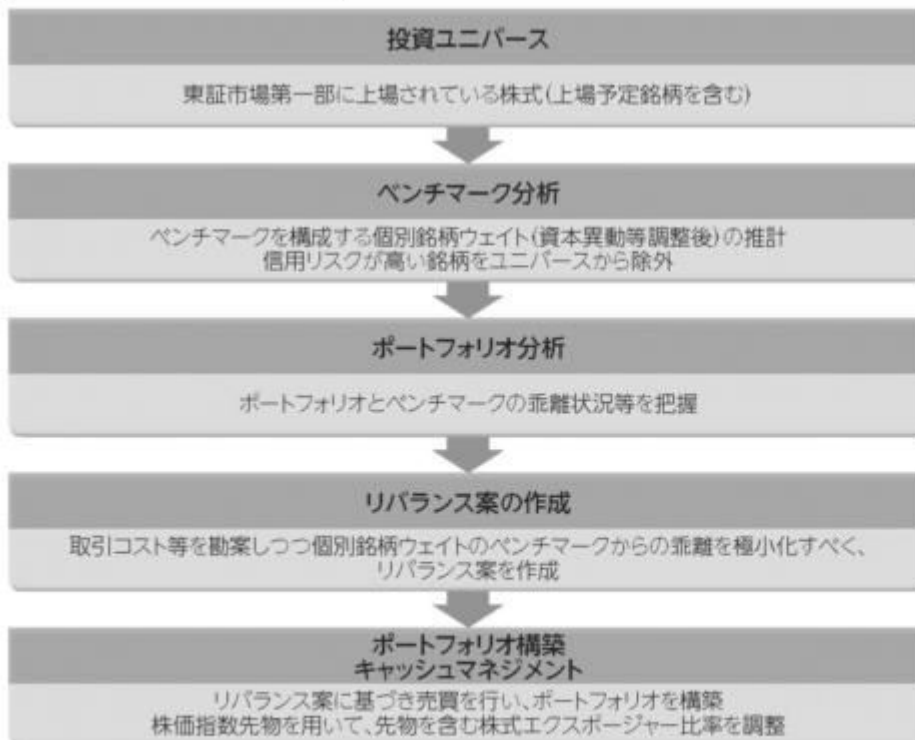 投資ユニバース
東証市場第一部に上場されている株式(上場予定銘柄を含む)
ベンチマーク分析
ベンチマークを構成する個別銘柄ウェイト(資本異動等調整後)の推計
信用リスクが高い銘柄をユニバースから除外
ポートフォリオ分析
ポートフォリオとベンチマークの乖離状況等を把握
リバランス案の作成
取引コスト等を勘案しつつ個別銘柄ウェイトのベンチマークからの乖離を極小化すべく、
リバランス案を作成
ポートフォリオ構築
キャッシュマネジメント
リバランス案に基づき売買を行い、ポートフォリオを構築
株価指数先物を用いて、先物を含む株式エクスポージャー比率を調整